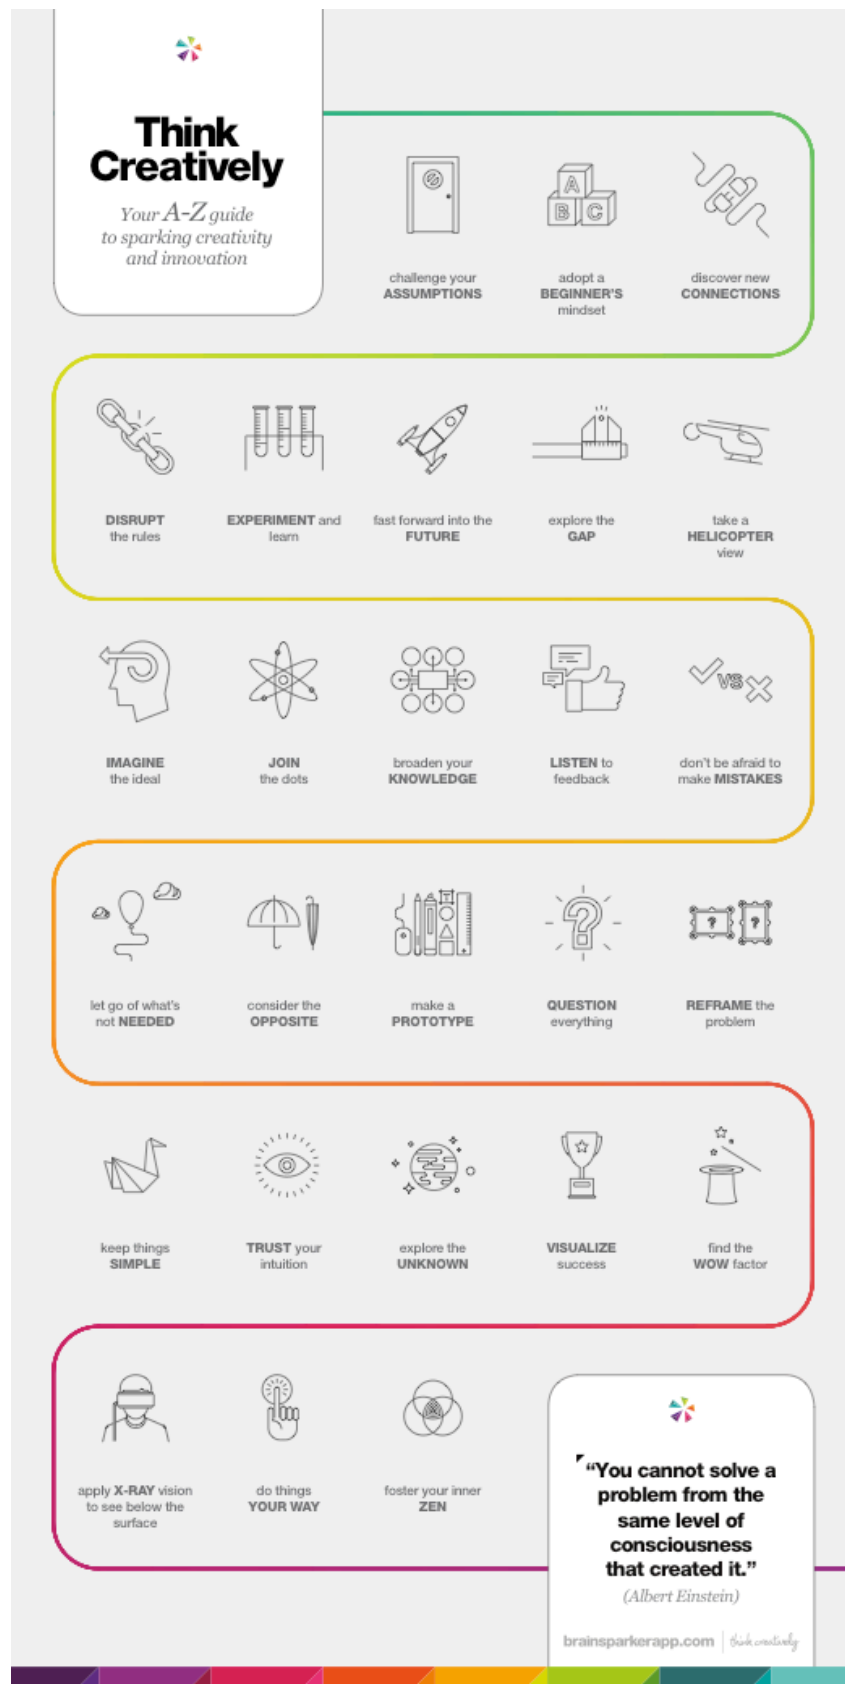 Think
Creatively
Your A-Z guide
to sparking creativity
and innovation
challenge your
ASSUMPTIONS
A
B C
adopt a
BEGINNER'S
mindset
discover new
CONNECTIONS
DISRUPT
the rules
EXPERIMENT and
learn
fast forward into the
FUTURE
explore the
GAP
take a
HELICOPTER
view
IMAGINE
the ideal
JOIN
the dots
broaden your
KNOWLEDGE
LISTEN to
feedback
VS
don't be afraid to
make MISTAKES
let go of what's
not NEEDED
consider the
OPPOSITE
make a
PROTOTYPE
?
QUESTION
everything
? ?
REFRAME the
problem
keep things
SIMPLE
TRUST your
intuition
explore the
UNKNOWN
VISUALIZE
success
find the
WOW factor
apply X-RAY vision
to see below the
surface
do things
YOUR WAY
foster your inner
ZEN
“You cannot solve a
problem from the
same level of
consciousness
that created it.”
(Albert Einstein)
brainsparkerapp.com | think creatively